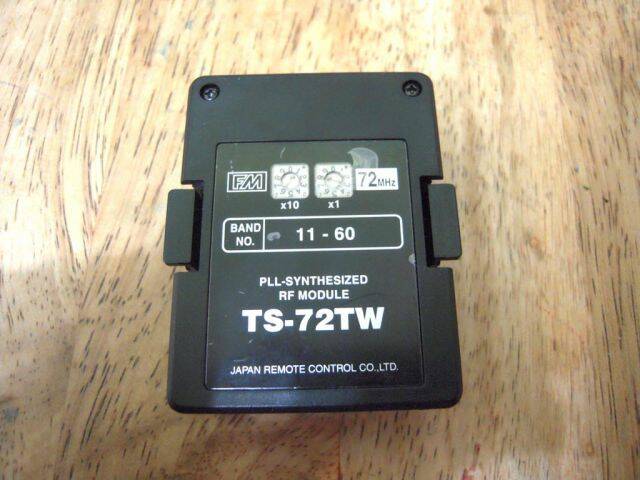 FM 72MHz
x10 x1
BAND NO. 11 - 60
PLL-SYNTHESIZED
RF MODULE
TS-72TW
JAPAN REMOTE CONTROL CO.,LTD.